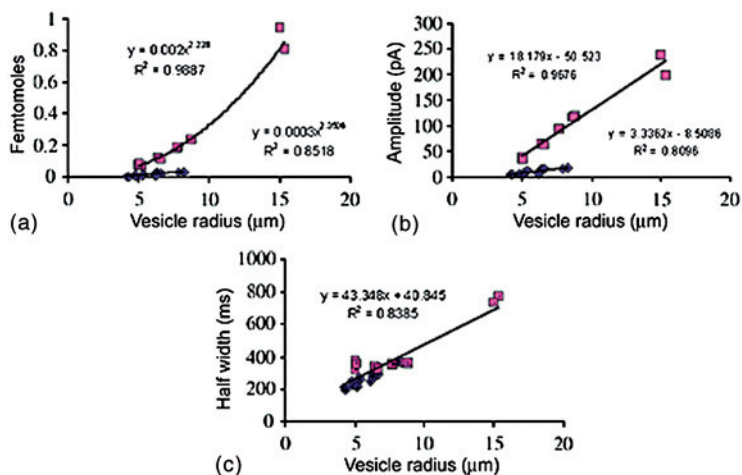 1
0.8
0.6
0.4
0.2
0
Femtomoles
y = 0.002x^2.228
R² = 0.9887
y = 0.0003x
R² = 0.8518
0 5 10 15 20
Vesicle radius (μm)
(a)
300
250
200
150
100
50
0
Amplitude (pA)
y = 18.179x - 50.523
R² = 0.9676
y = 3.3362x - 8.5086
R² = 0.8096
0 5 10 15 20
Vesicle radius (μm)
(b)
1000
800
600
400
200
0
Half width (ms)
y = 43.348x + 40.845
R² = 0.8385
0 5 10 15 20
Vesicle radius (μm)
(c)